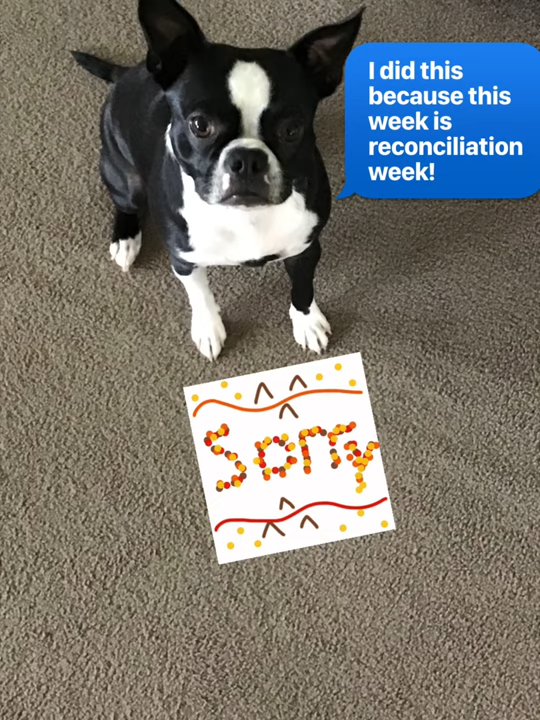 I did this
because this
week is
reconciliation
week!
Sorry